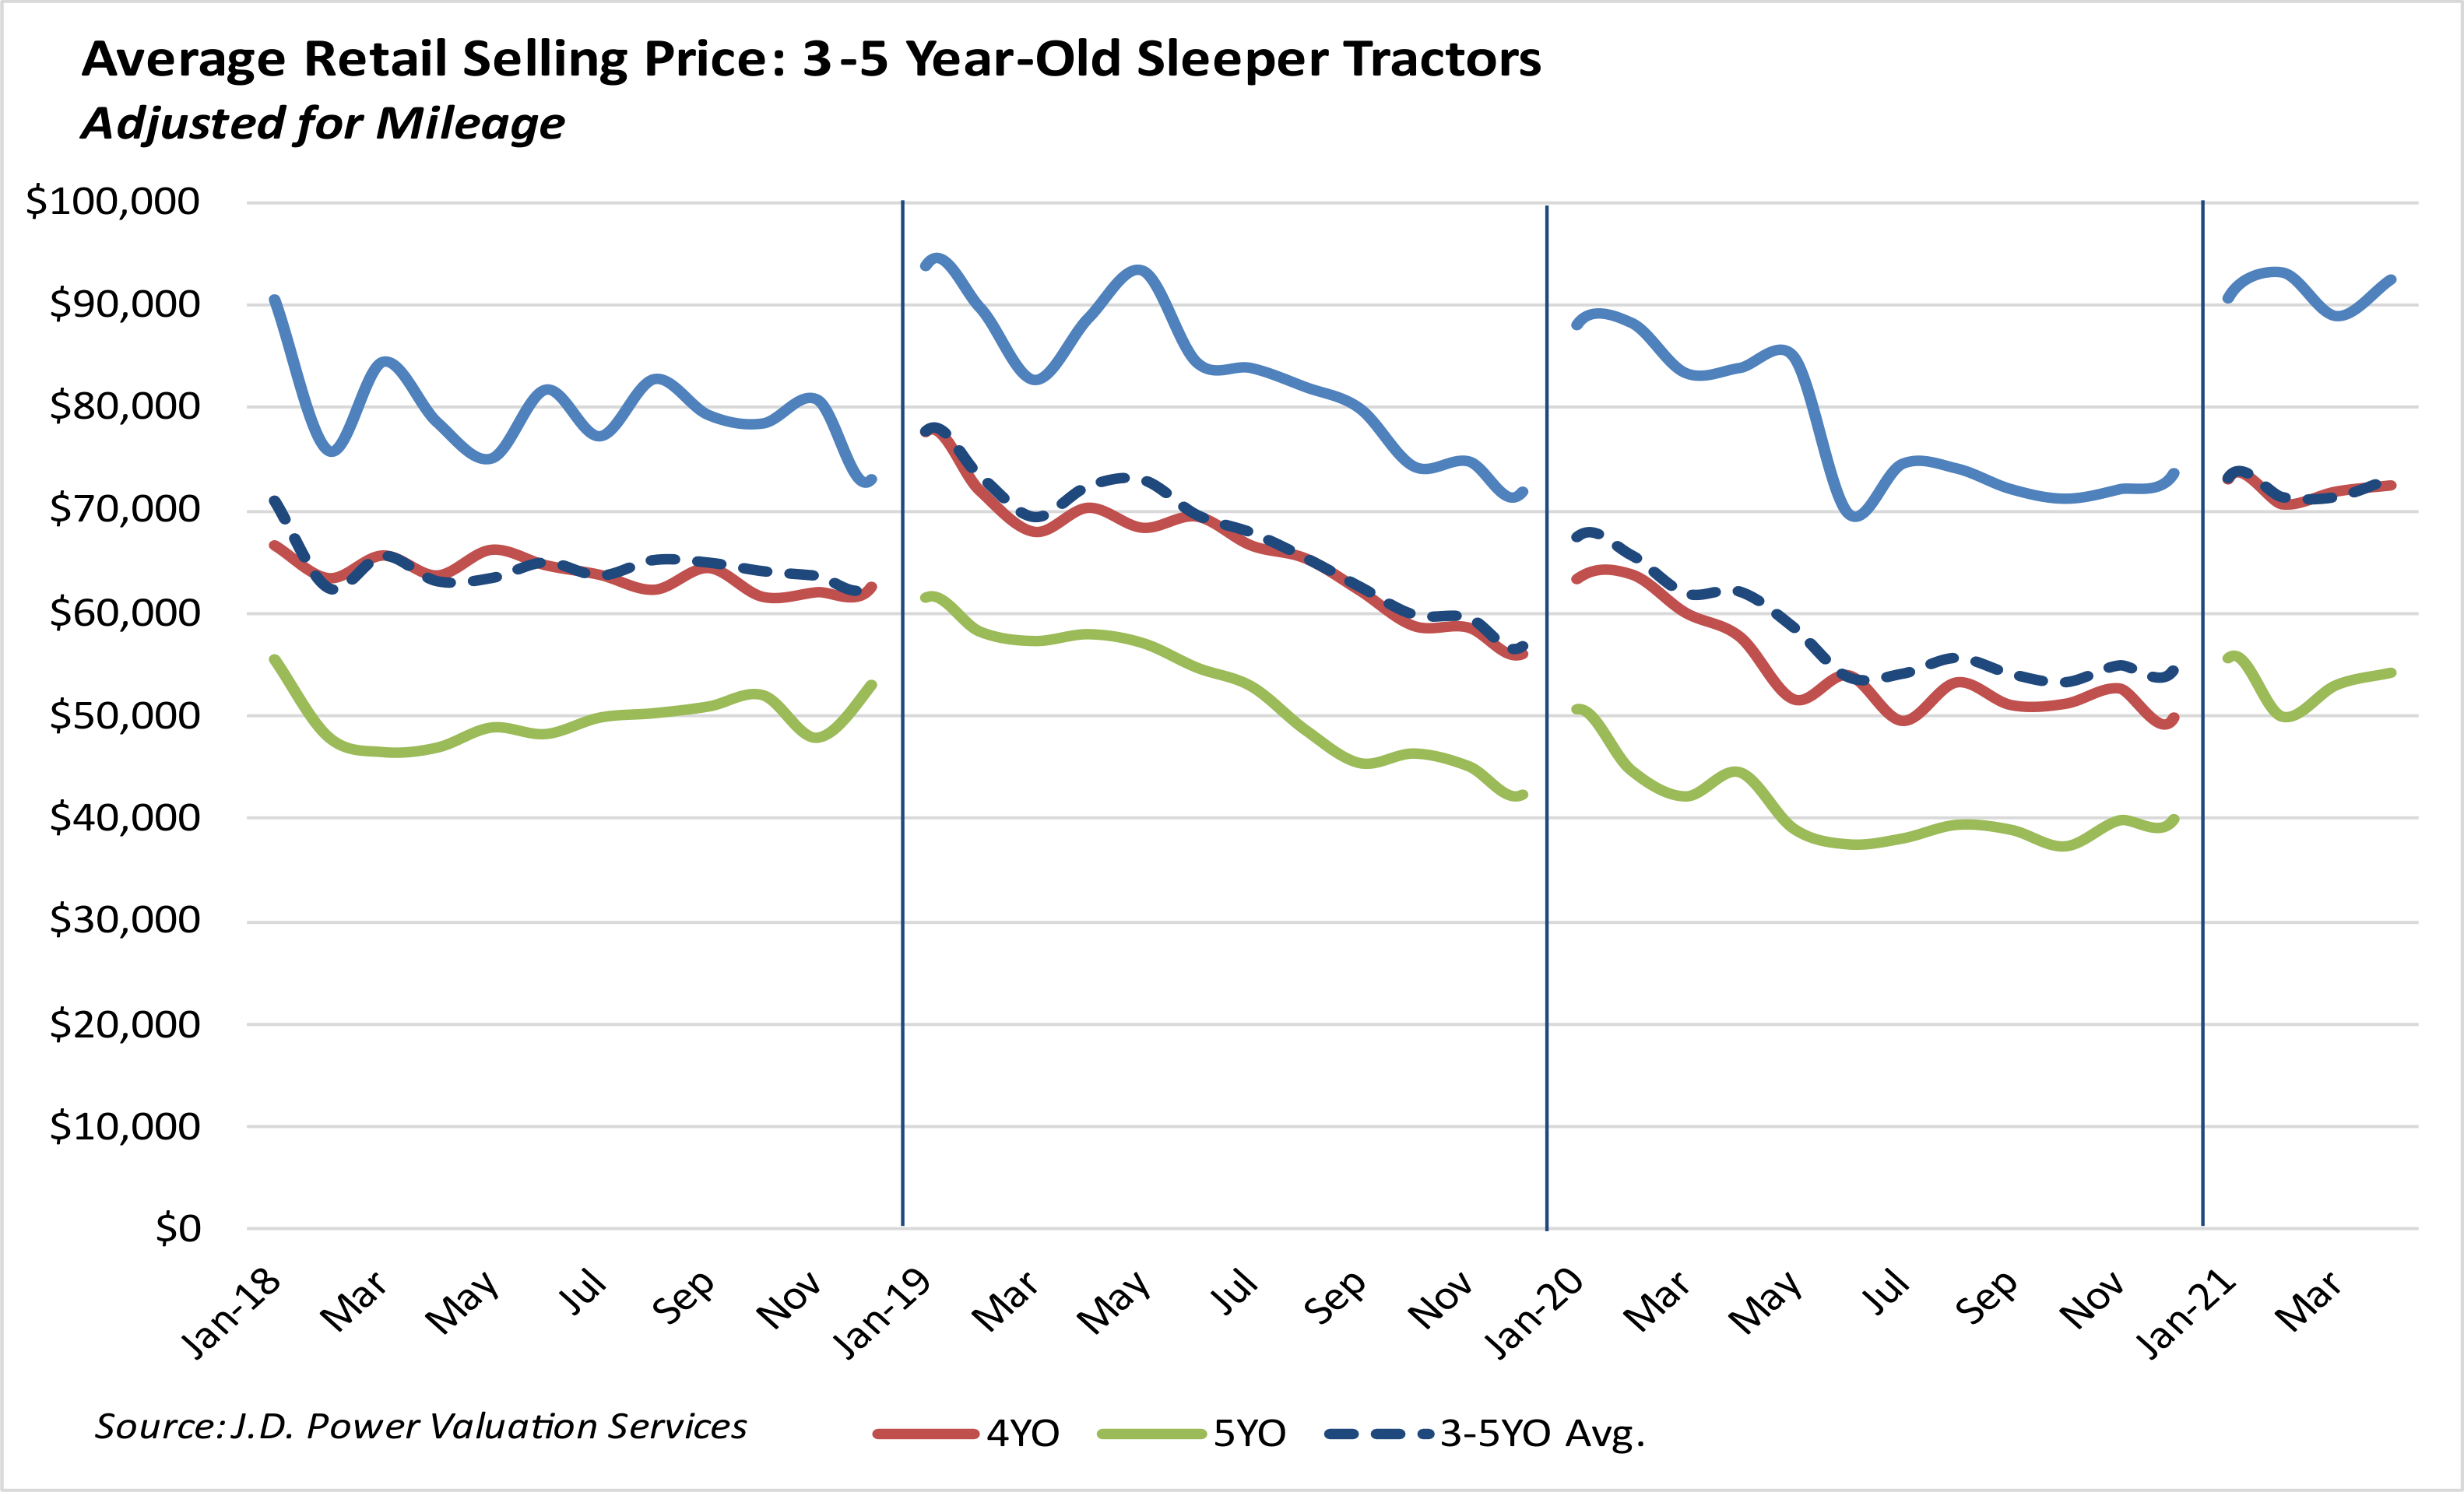 Average Retail Selling Price: 3-5 Year-Old Sleeper Tractors
Adjusted for Mileage
$100,000
$90,000
$80,000
$70,000
$60,000
$50,000
$40,000
$30,000
$20,000
$10,000
$0
Jan-18
Mar
May
Jul
Sep
Nov
Jan-19
Mar
May
Jul
Sep
Nov
Jan-20
Mar
May
Jul
Sep
Nov
Jan-21
Mar
Source: J.D. Power Valuation Services
4YO
5YO
3-5YO Avg.